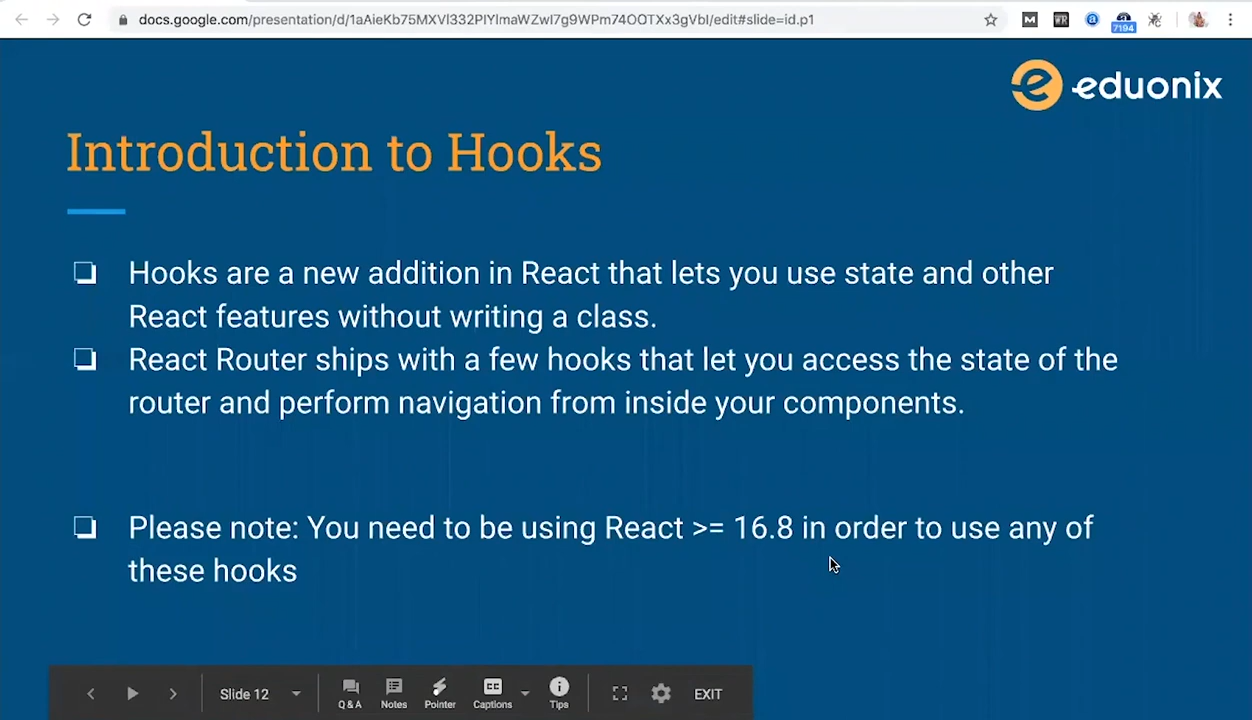 docs.google.com/presentation/d/1aAieKb75MXVl332PlYlmaWZwI7g9WPm74OOTXx3gVbI/edit#slide=id.p1
M
WR
a
7194
eduonix
Introduction to Hooks
❏ Hooks are a new addition in React that lets you use state and other
React features without writing a class.
❏ React Router ships with a few hooks that let you access the state of the
router and perform navigation from inside your components.
❏ Please note: You need to be using React >= 16.8 in order to use any of
these hooks
Slide 12
Q & A
Notes
Pointer
CC
Captions
Tips
EXIT